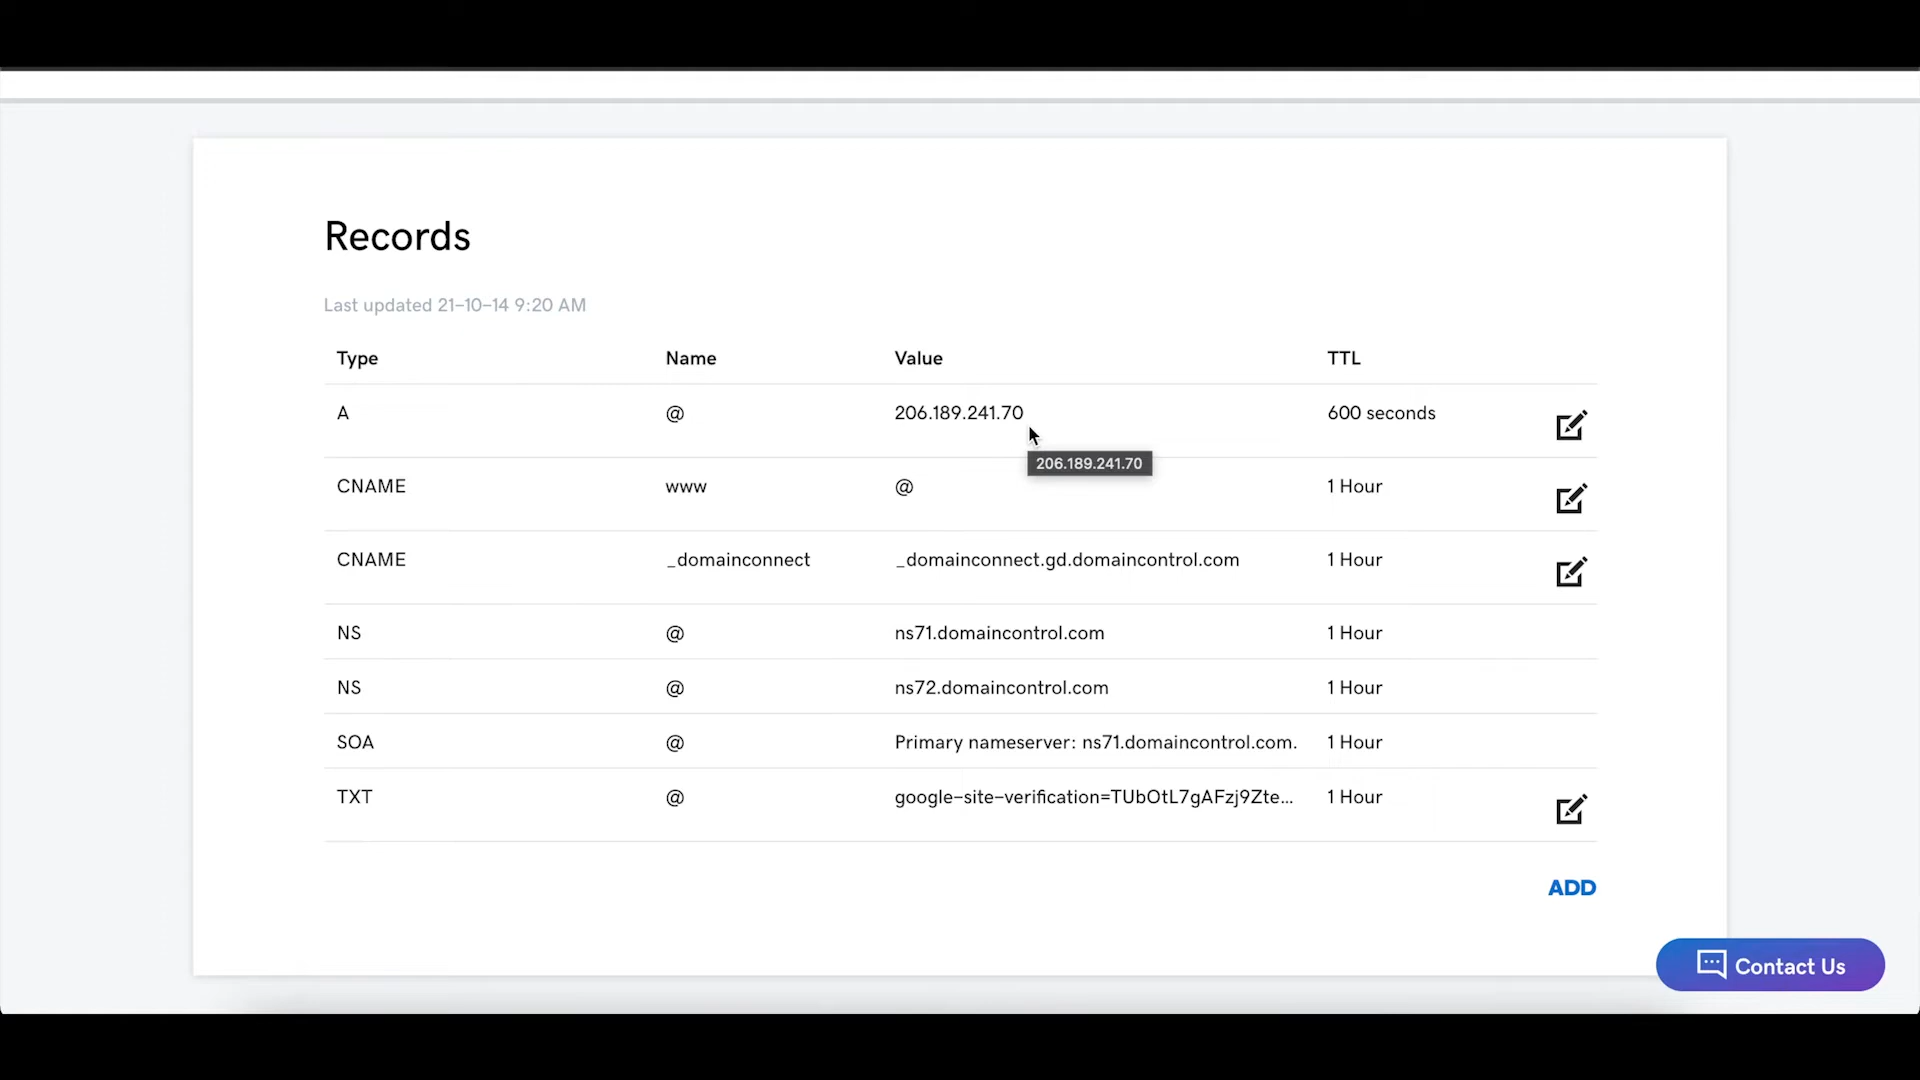 Records
Last updated 21-10-14 9:20 AM
Type Name Value TTL
A @ 206.189.241.70 600 seconds
206.189.241.70
CNAME www @ 1 Hour
CNAME _domainconnect _domainconnect.gd.domaincontrol.com 1 Hour
NS @ ns71.domaincontrol.com 1 Hour
NS @ ns72.domaincontrol.com 1 Hour
SOA @ Primary nameserver: ns71.domaincontrol.com. 1 Hour
TXT @ google-site-verification=TUbOtL7gAFzj9Zte... 1 Hour
ADD
Contact Us